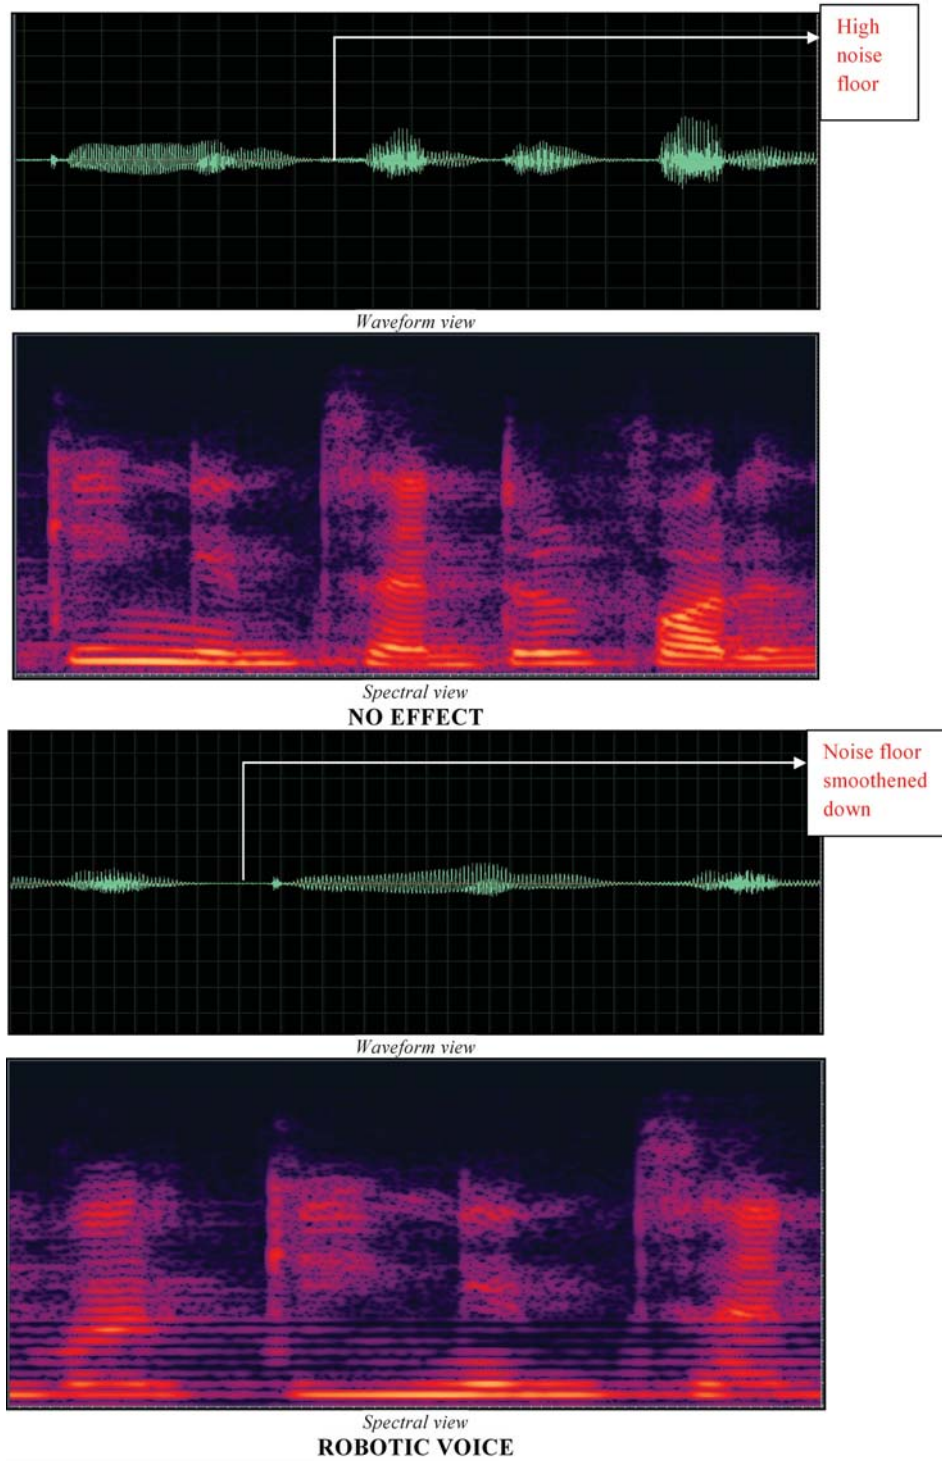 High
noise
floor
Waveform view
Spectral view
NO EFFECT
Noise floor
smoothened
down
Waveform view
Spectral view
ROBOTIC VOICE